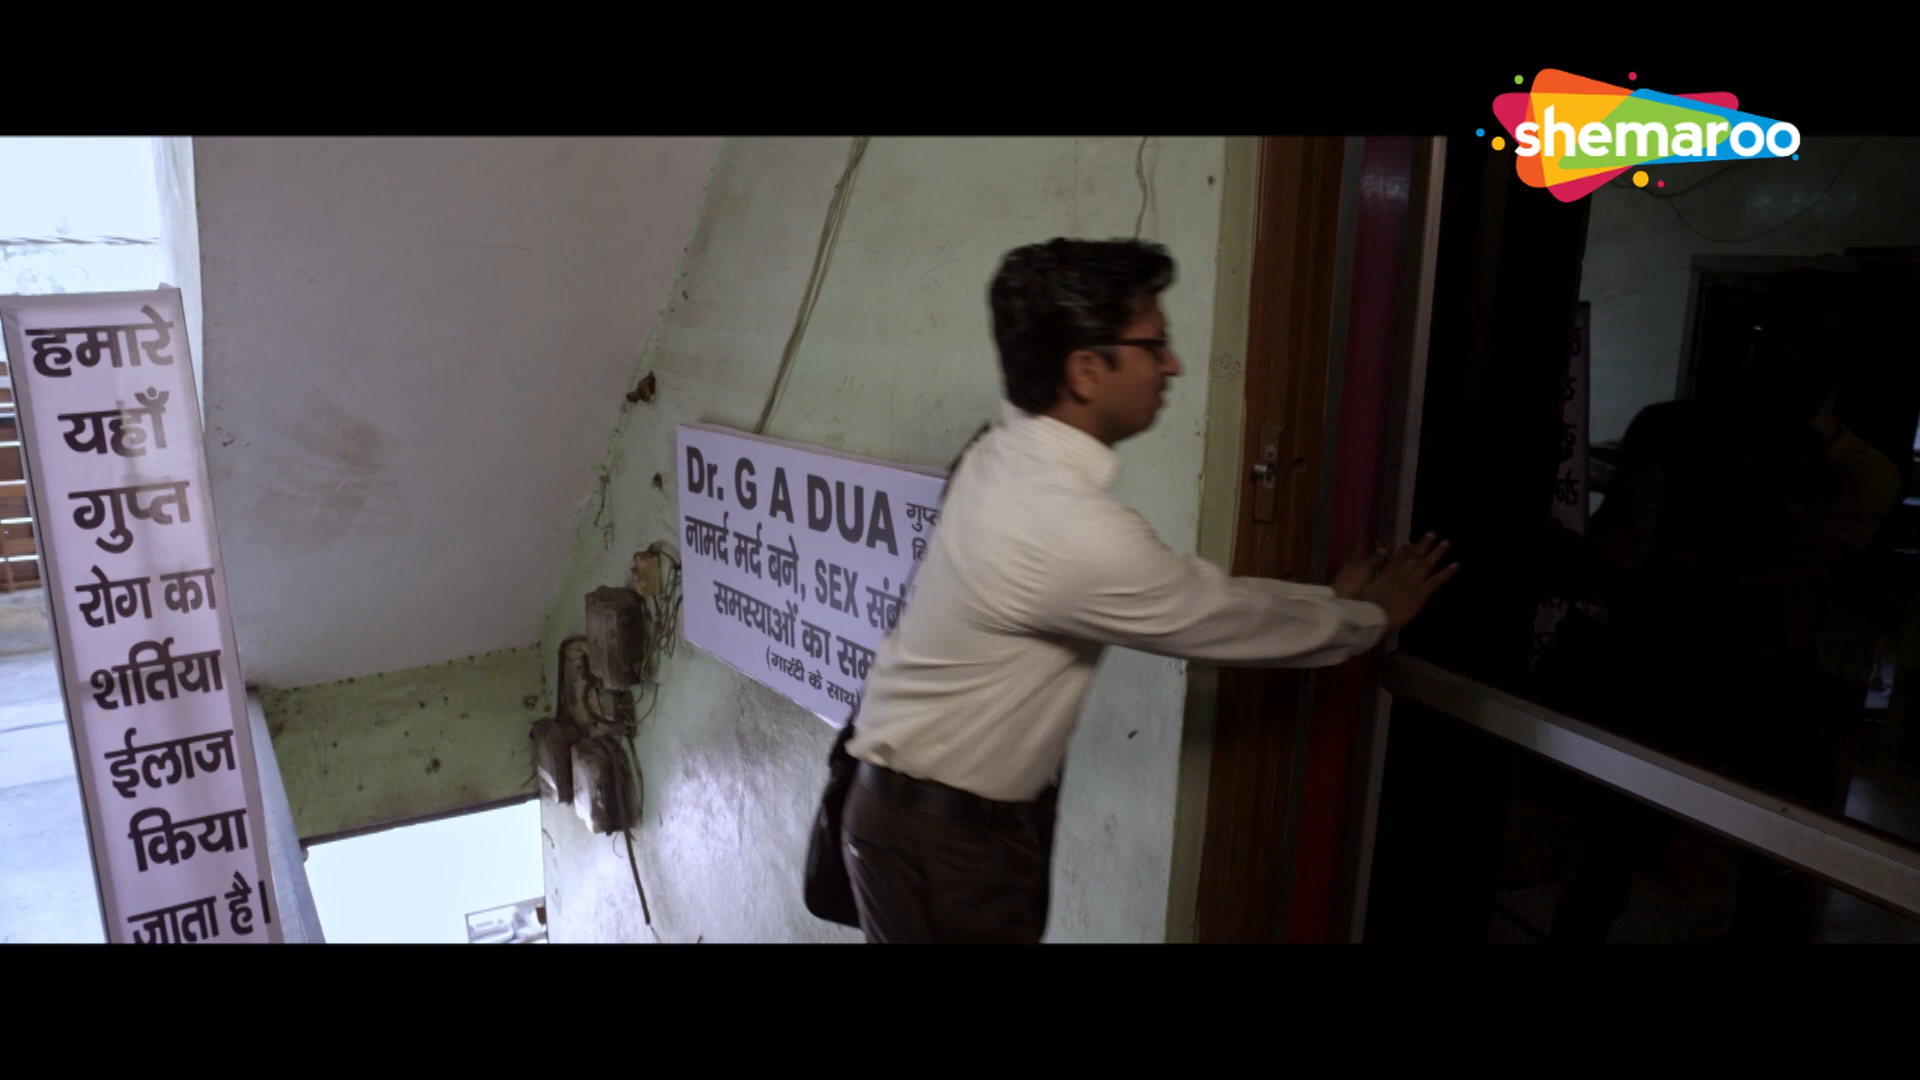 shemaroo
हमारे
यहाँ
गुप्त
रोग का
शर्तिया
ईलाज
किया
जाता है।
Dr. G A DUA
नामर्द मर्द बने, SEX
समस्याओं का
(गारंटी के साथ)